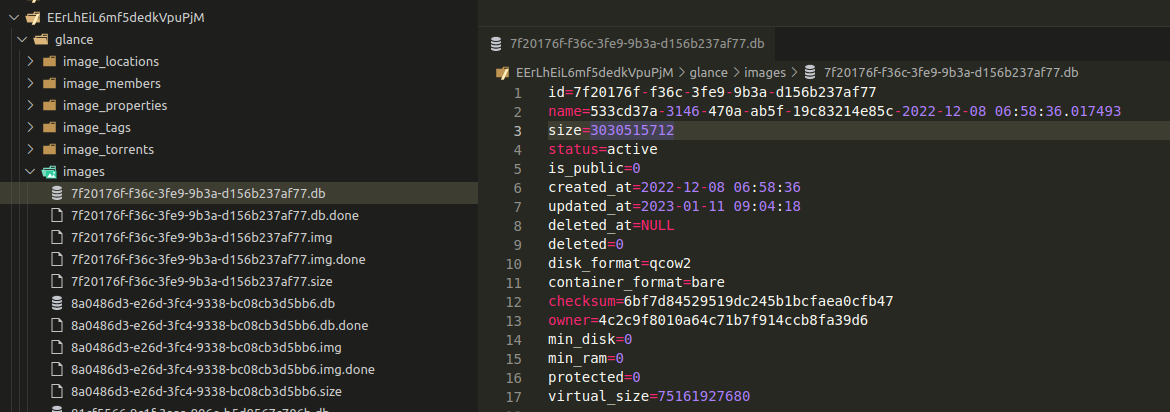 EErLhEiL6mf5dedkVpuPjM
glance
image_locations
image_members
image_properties
image_tags
image_torrents
images
7f20176f-f36c-3fe9-9b3a-d156b237af77.db
7f20176f-f36c-3fe9-9b3a-d156b237af77.db.done
7f20176f-f36c-3fe9-9b3a-d156b237af77.img
7f20176f-f36c-3fe9-9b3a-d156b237af77.img.done
7f20176f-f36c-3fe9-9b3a-d156b237af77.size
8a0486d3-e26d-3fc4-9338-bc08cb3d5bb6.db
8a0486d3-e26d-3fc4-9338-bc08cb3d5bb6.db.done
8a0486d3-e26d-3fc4-9338-bc08cb3d5bb6.img
8a0486d3-e26d-3fc4-9338-bc08cb3d5bb6.img.done
8a0486d3-e26d-3fc4-9338-bc08cb3d5bb6.size
7f20176f-f36c-3fe9-9b3a-d156b237af77.db
EErLhEiL6mf5dedkVpuPjM > glance > images > 7f20176f-f36c-3fe9-9b3a-d156b237af77.db
1 id=7f20176f-f36c-3fe9-9b3a-d156b237af77
2 name=533cd37a-3146-470a-ab5f-19c83214e85c-2022-12-08 06:58:36.017493
3 size=3030515712
4 status=active
5 is_public=0
6 created_at=2022-12-08 06:58:36
7 updated_at=2023-01-11 09:04:18
8 deleted_at=NULL
9 deleted=0
10 disk_format=qcow2
11 container_format=bare
12 checksum=6bf7d84529519dc245b1bcfaea0cfb47
13 owner=4c2c9f8010a64c71b7f914ccb8fa39d6
14 min_disk=0
15 min_ram=0
16 protected=0
17 virtual_size=75161927680